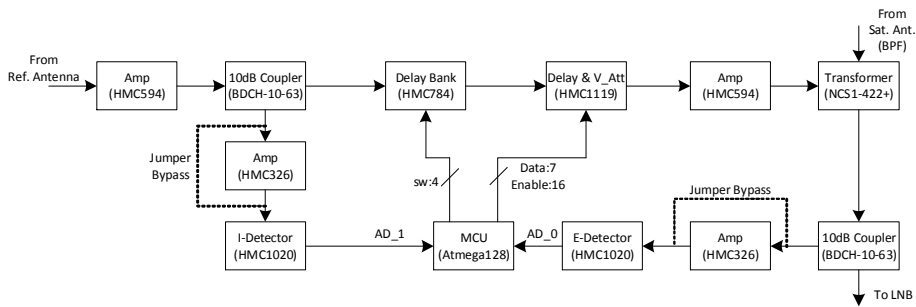 From
Sat. Ant.
(BPF)
From
Ref. Antenna
Amp
(HMC594)
10dB Coupler
(BDCH-10-63)
Delay Bank
(HMC784)
Delay & V_Att
(HMC1119)
Amp
(HMC594)
Transformer
(NCS1-422+)
Jumper
Bypass
Amp
(HMC326)
sw:4
Data:7
Enable:16
Jumper Bypass
I-Detector
(HMC1020)
AD_1
MCU
(Atmega128)
AD_0
E-Detector
(HMC1020)
Amp
(HMC326)
10dB Coupler
(BDCH-10-63)
To LNB